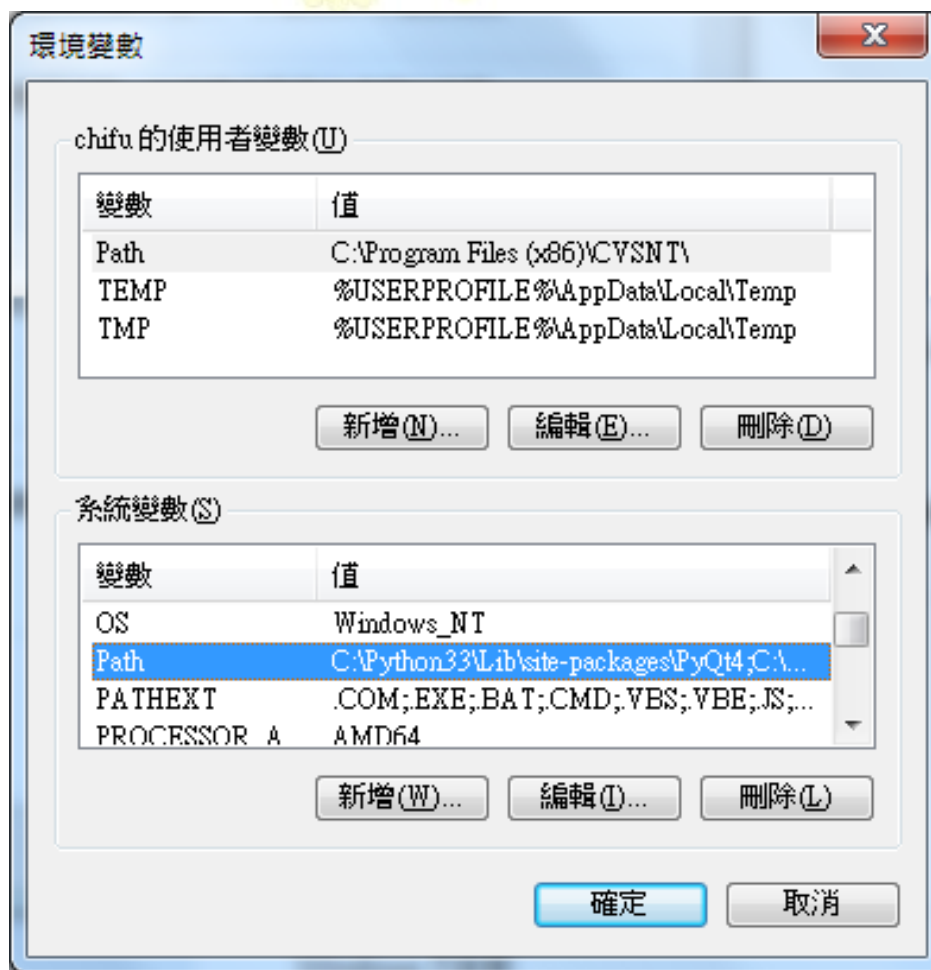 環境變數
chifu 的使用者變數(U)
變數 值
Path C:\Program Files (x86)\CVSNT\
TEMP %USERPROFILE%\AppData\Local\Temp
TMP %USERPROFILE%\AppData\Local\Temp
新增(N)... 編輯(E)... 刪除(D)
系統變數(S)
變數 值
OS Windows_NT
Path C:\Python33\Lib\site-packages\PyQt4;C:\...
PATHEXT .COM;.EXE;.BAT;.CMD;.VBS;.VBE;.JS;...
PROCESSOR_A AMD64
新增(W)... 編輯(I)... 刪除(L)
確定 取消